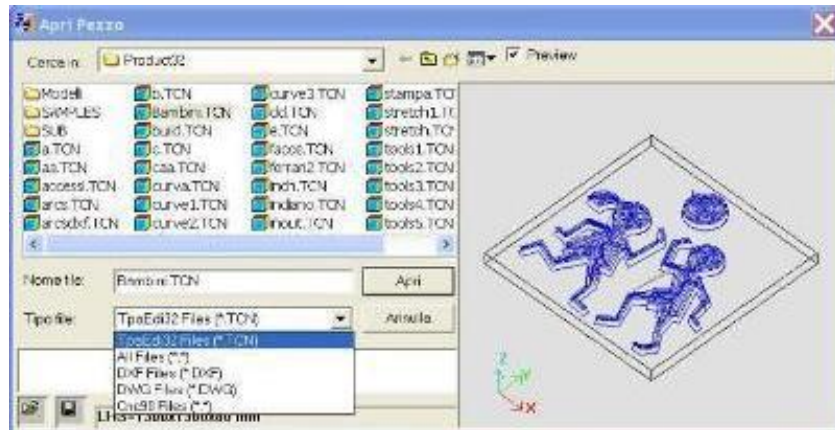 Apri Pezzo
Cerca in: Product32
Preview
Modelli b.TCN curve3.TCN stampa.TC
SAMPLES Bambini.TCN dd.TCN stretch1.TC
SUB build.TCN e.TCN stretch.TC
a.TCN c.TCN faccs.TCN tools1.TCN
aa.TCN caa.TCN ferrari2.TCN tools2.TCN
access.TCN curva.TCN inch.TCN tools3.TCN
arcs.TCN curve1.TCN indiano.TCN tools4.TCN
arcsdxf.TCN curve2.TCN inout.TCN tools5.TCN
Nome file: Bambini.TCN Apri
Tipo file: TpaEdi32 Files (*.TCN) Annulla
TpaEdi32 Files (*.TCN)
All Files (*.*)
DXF Files (*.DXF)
DWG Files (*.DWG)
Cnc90 Files (*.*)
Z
Y
X